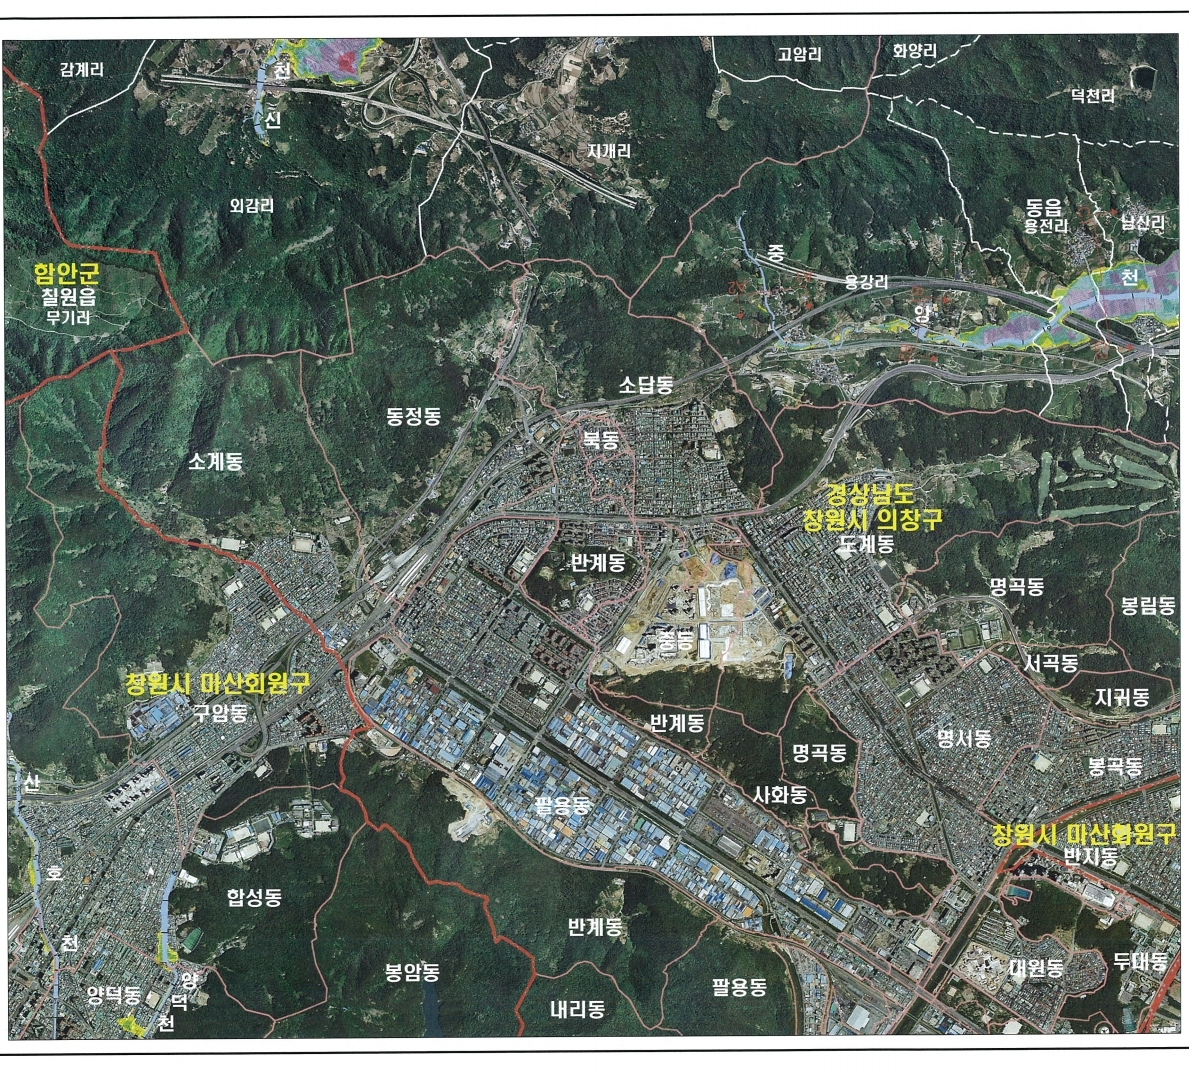 감계리
천
신
고암리
화양리
덕천리
지개리
외감리
동읍
용전리
남산리
함안군
칠원읍
무기리
중
용강리
앙
천
소답동
동정동
북동
소계동
경상남도
창원시 의창구
도계동
반계동
명곡동
봉림동
중동
서곡동
지귀동
창원시 마산회원구
구암동
반계동
명곡동
명서동
봉곡동
산
사화동
팔용동
창원시 마산회원구
반지동
호
합성동
반계동
천
봉암동
대원동
두대동
양덕동
양
덕
천
내리동
팔용동